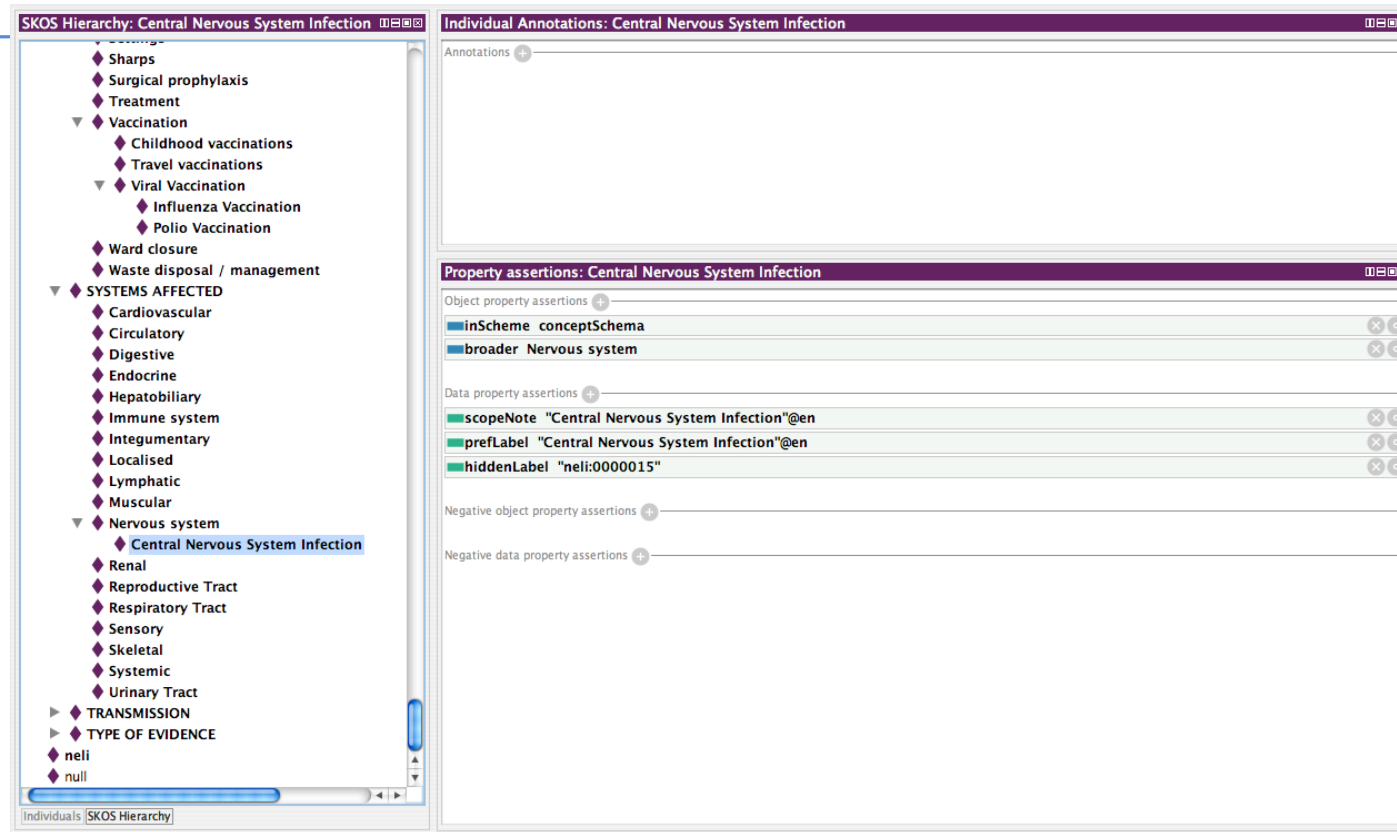 SKOS Hierarchy: Central Nervous System Infection
Settings
Sharps
Surgical prophylaxis
Treatment
Vaccination
Childhood vaccinations
Travel vaccinations
Viral Vaccination
Influenza Vaccination
Polio Vaccination
Ward closure
Waste disposal / management
SYSTEMS AFFECTED
Cardiovascular
Circulatory
Digestive
Endocrine
Hepatobiliary
Immune system
Integumentary
Localised
Lymphatic
Muscular
Nervous system
Central Nervous System Infection
Renal
Reproductive Tract
Respiratory Tract
Sensory
Skeletal
Systemic
Urinary Tract
TRANSMISSION
TYPE OF EVIDENCE
neli
null
Individuals SKOS Hierarchy
Individual Annotations: Central Nervous System Infection
Annotations
Property assertions: Central Nervous System Infection
Object property assertions
inScheme conceptSchema
broader Nervous system
Data property assertions
scopeNote "Central Nervous System Infection"@en
prefLabel "Central Nervous System Infection"@en
hiddenLabel "neli:0000015"
Negative object property assertions
Negative data property assertions